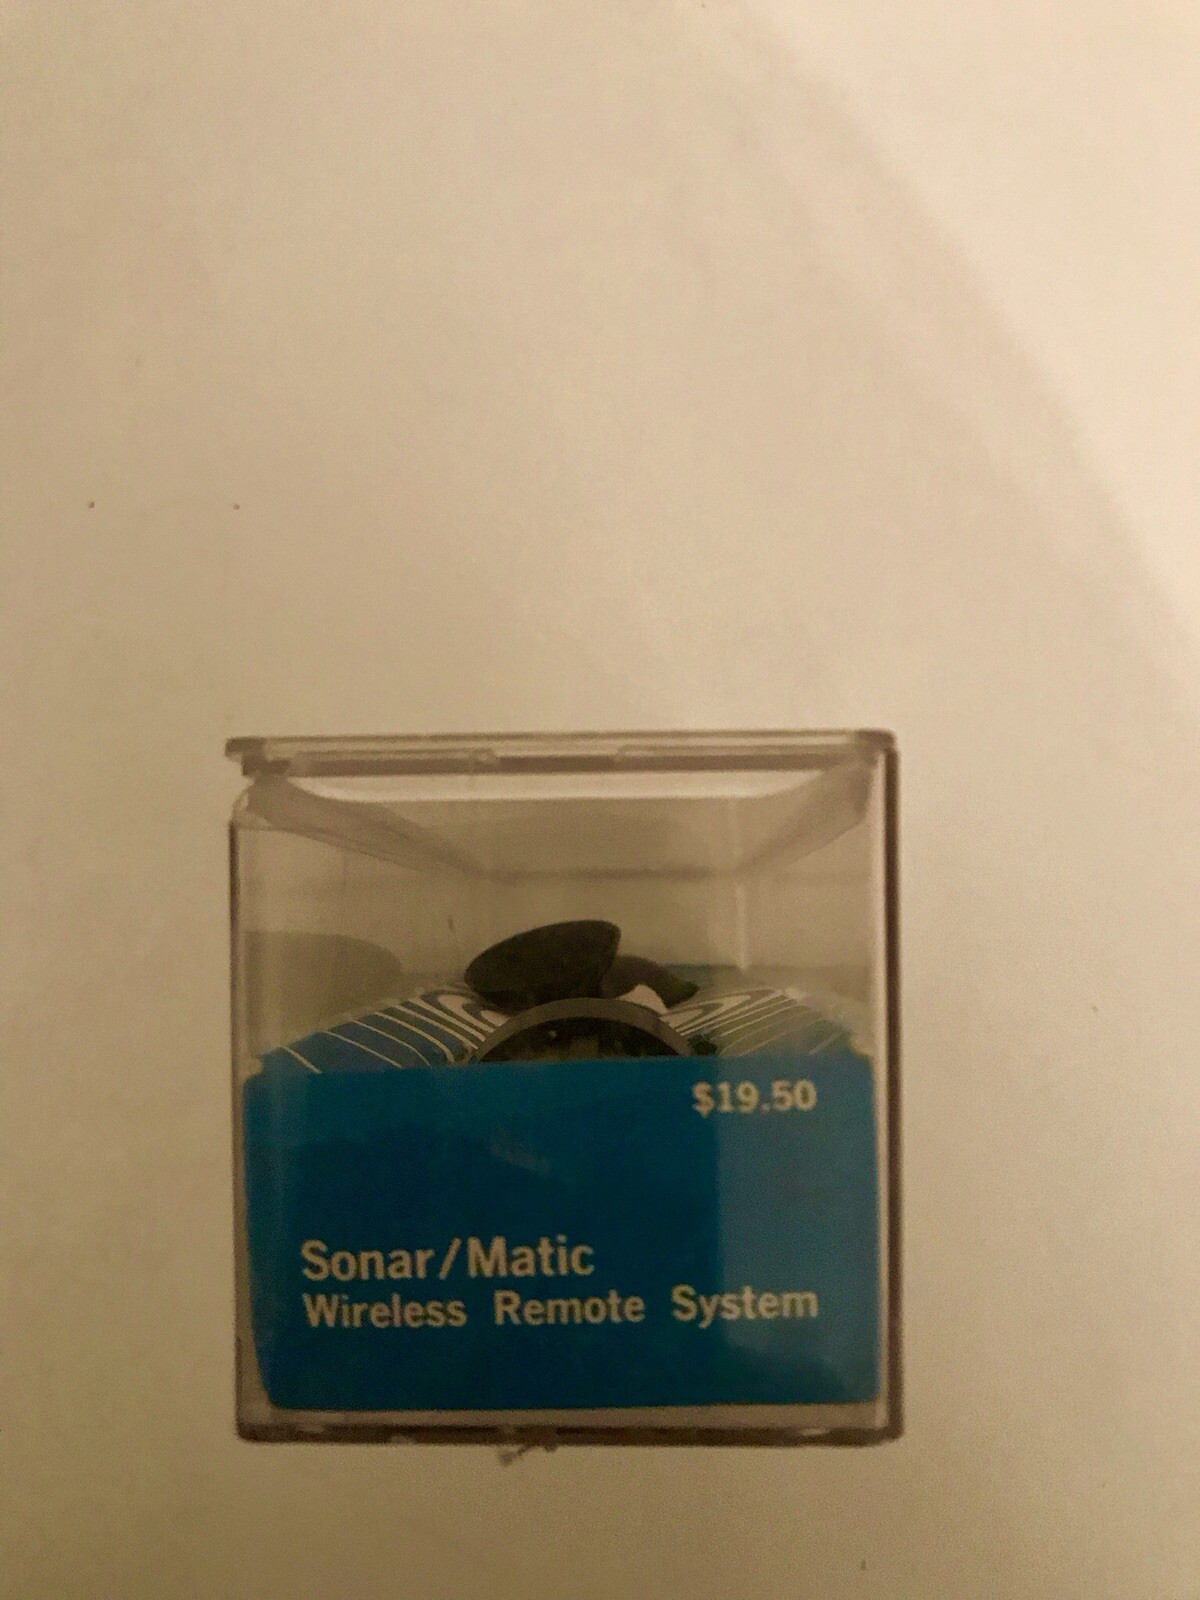 $19.50
Sonar/Matic
Wireless Remote System